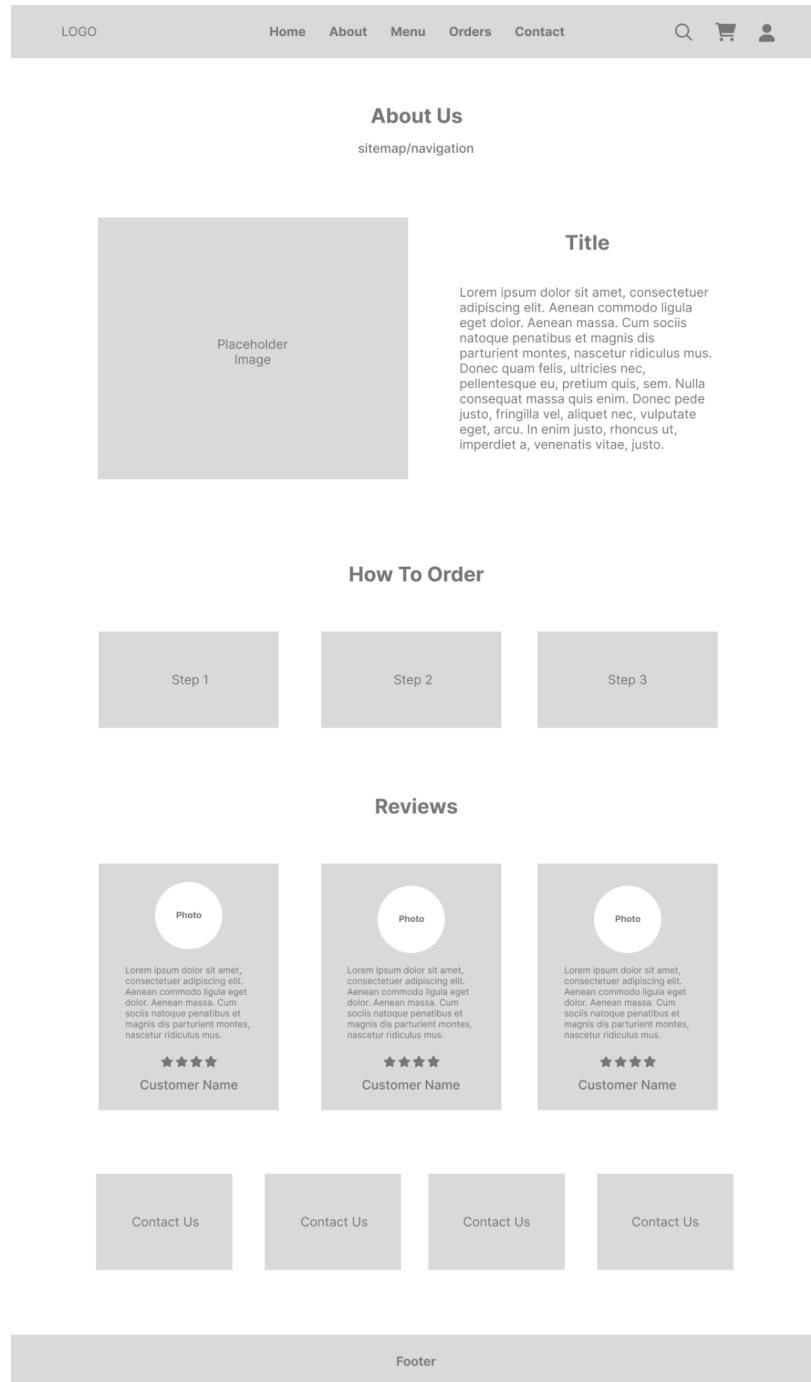 LOGO
Home About Menu Orders Contact
About Us
sitemap/navigation
Placeholder
Image
Title
Lorem ipsum dolor sit amet, consectetuer
adipiscing elit. Aenean commodo ligula
eget dolor. Aenean massa. Cum sociis
natoque penatibus et magnis dis
parturient montes, nascetur ridiculus mus.
Donec quam felis, ultricies nec,
pellentesque eu, pretium quis, sem. Nulla
consequat massa quis enim. Donec pede
justo, fringilla vel, aliquet nec, vulputate
eget, arcu. In enim justo, rhoncus ut,
imperdiet a, venenatis vitae, justo.
How To Order
Step 1
Step 2
Step 3
Reviews
Photo
Lorem ipsum dolor sit amet,
consectetuer adipiscing elit.
Aenean commodo ligula eget
dolor. Aenean massa. Cum
sociis natoque penatibus et
magnis dis parturient montes,
nascetur ridiculus mus.
Customer Name
Photo
Lorem ipsum dolor sit amet,
consectetuer adipiscing elit.
Aenean commodo ligula eget
dolor. Aenean massa. Cum
sociis natoque penatibus et
magnis dis parturient montes,
nascetur ridiculus mus.
Customer Name
Photo
Lorem ipsum dolor sit amet,
consectetuer adipiscing elit.
Aenean commodo ligula eget
dolor. Aenean massa. Cum
sociis natoque penatibus et
magnis dis parturient montes,
nascetur ridiculus mus.
Customer Name
Contact Us
Contact Us
Contact Us
Contact Us
Footer